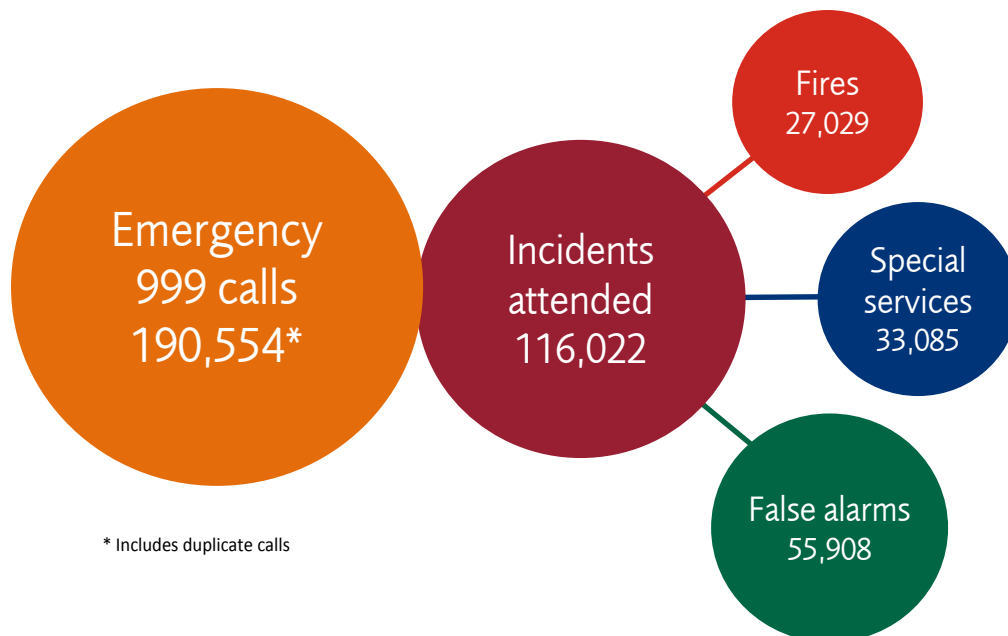 Emergency
999 calls
190,554*
Incidents
attended
116,022
Fires
27,029
Special
services
33,085
False alarms
55,908
* Includes duplicate calls